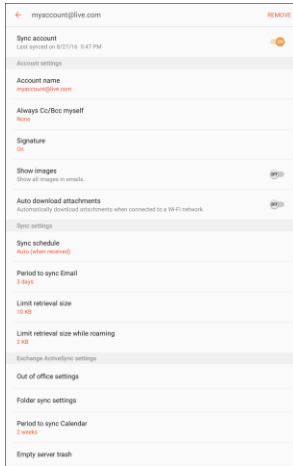 ← myaccount@live.com REMOVE
Sync account
Last synced on 8/27/16 5:47 PM
ON
Account settings
Account name
myaccount@live.com
Always Cc/Bcc myself
None
Signature
On
Show images
Show all images in emails.
OFF
Auto download attachments
Automatically download attachments when connected to a Wi-Fi network.
OFF
Sync settings
Sync schedule
Auto (when received)
Period to sync Email
3 days
Limit retrieval size
10 KB
Limit retrieval size while roaming
2 KB
Exchange ActiveSync settings
Out of office settings
Folder sync settings
Period to sync Calendar
2 weeks
Empty server trash